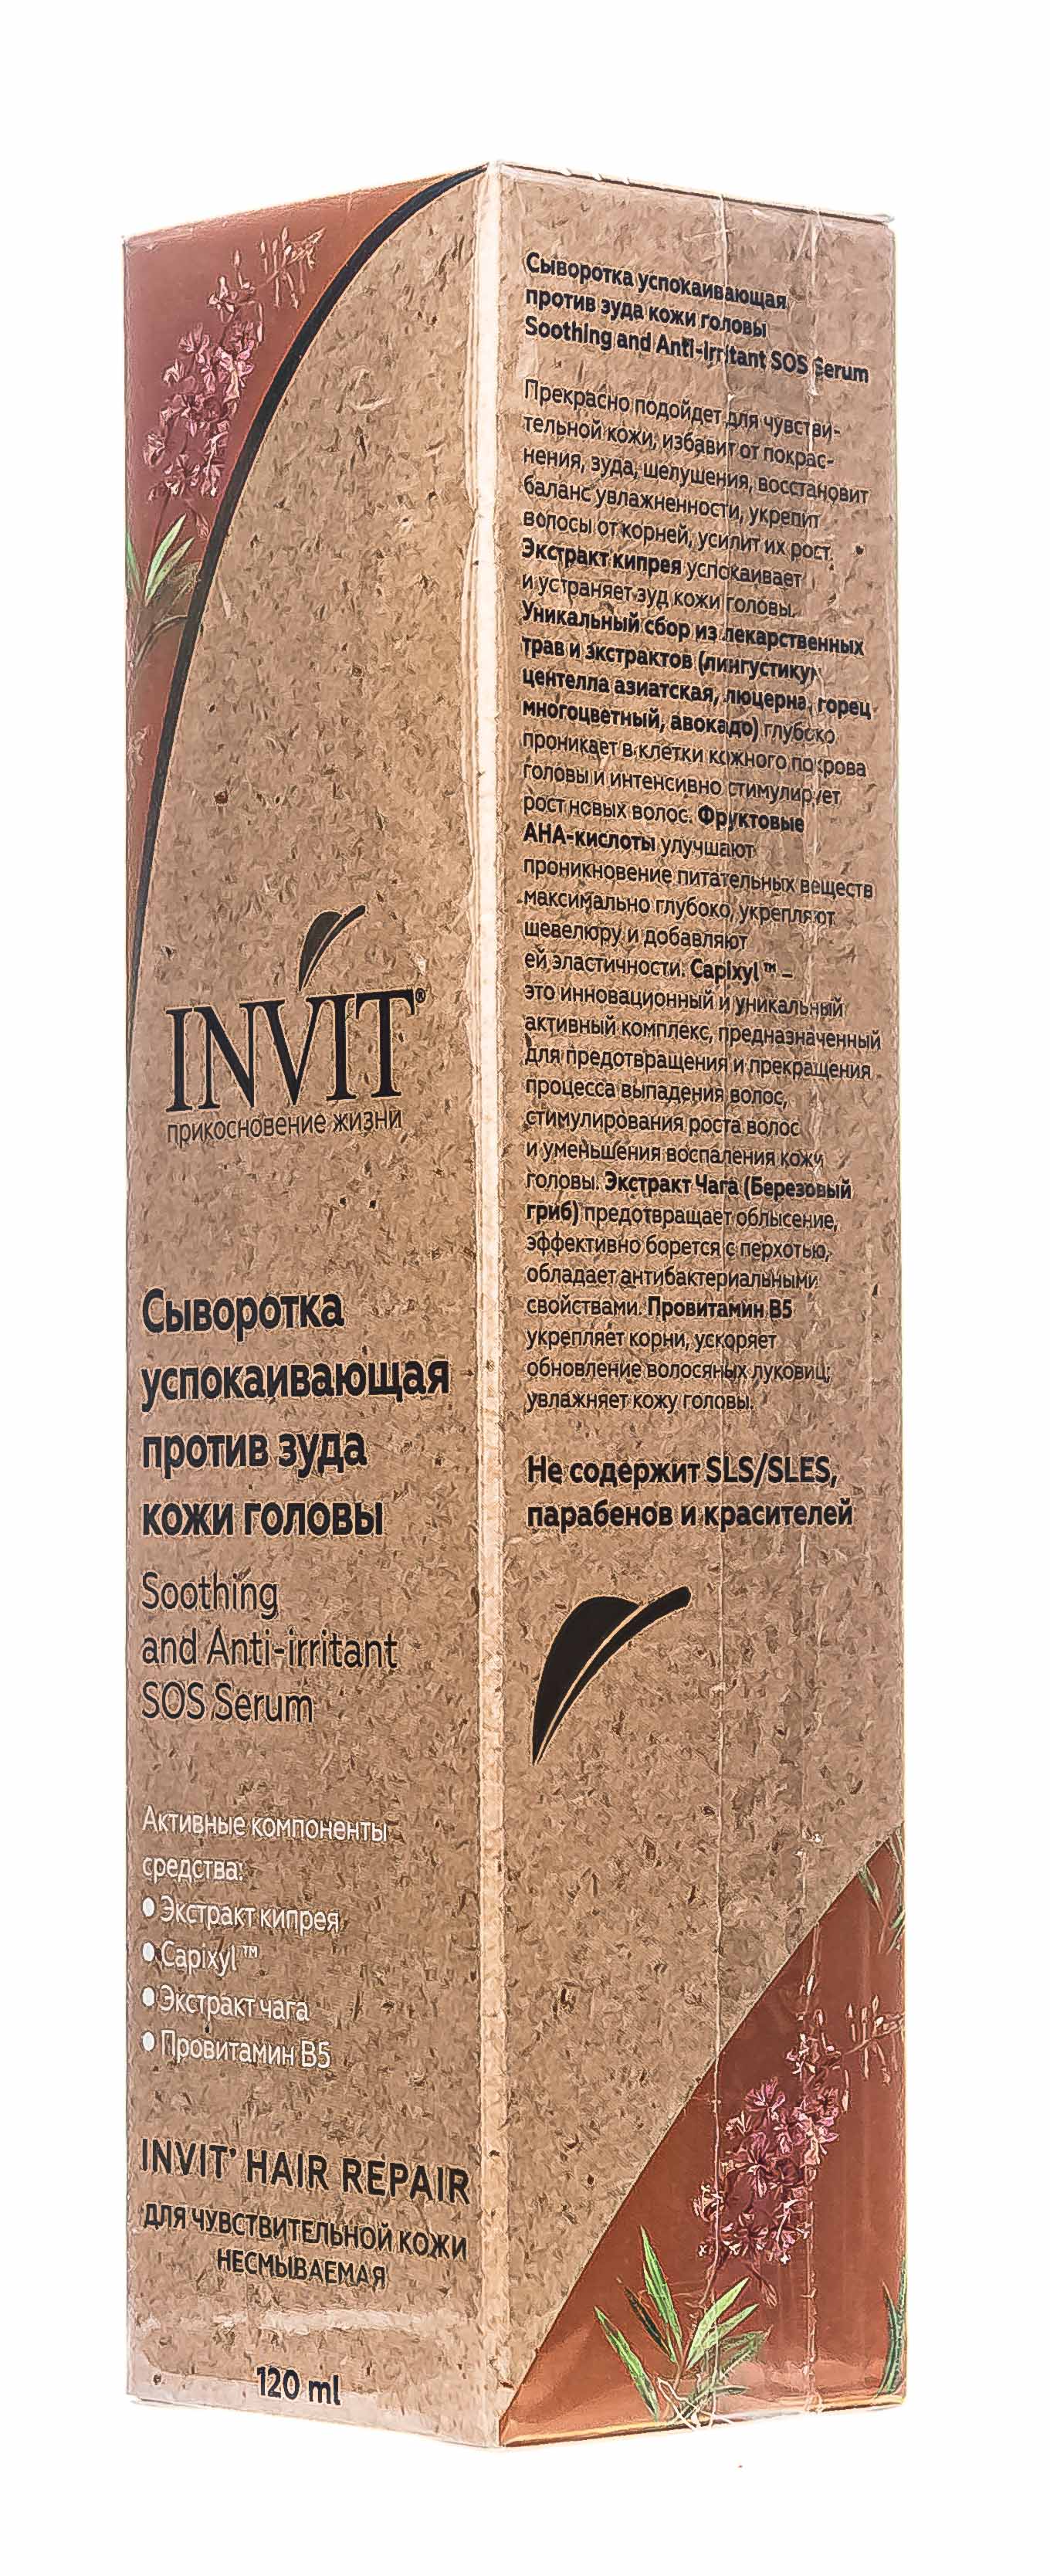 INVIT®
прикосновение жизни
Сыворотка
успокаивающая
против зуда
кожи головы
Soothing
and Anti-irritant
SOS Serum
Активные компоненты
средства:
• Экстракт кипрея
• Capixyl™
• Экстракт чага
• Провитамин B5
INVIT® HAIR REPAIR
ДЛЯ ЧУВСТВИТЕЛЬНОЙ КОЖИ
НЕСМЫВАЕМАЯ
120 ml
Сыворотка успокаивающая
против зуда кожи головы
Soothing and Anti-Irritant SOS Serum
Прекрасно подойдет для чувстви-
тельной кожи, избавит от покрас-
нения, зуда, шелушения, восстановит
баланс увлажненности, укрепит
волосы от корней, усилит их рост.
Экстракт кипрея успокаивает
и устраняет зуд кожи головы.
Уникальный сбор из лекарственных
трав и экстрактов (лингустикум,
центелла азиатская, люцерна, горец
многоцветный, авокадо) глубоко
проникает в клетки кожного покрова
головы и интенсивно стимулирует
рост новых волос. Фруктовые
АНА-кислоты улучшают
проникновение питательных веществ
максимально глубоко, укрепляют
шевелюру и добавляют
ей эластичности. Capixyl™ –
это инновационный и уникальный
активный комплекс, предназначенный
для предотвращения и прекращения
процесса выпадения волос,
стимулирования роста волос
и уменьшения воспаления кожи
головы. Экстракт Чага (Березовый
гриб) предотвращает облысение,
эффективно борется с перхотью,
обладает антибактериальными
свойствами. Провитамин B5
укрепляет корни, ускоряет
обновление волосяных луковиц,
увлажняет кожу головы.
Не содержит SLS/SLES,
парабенов и красителей